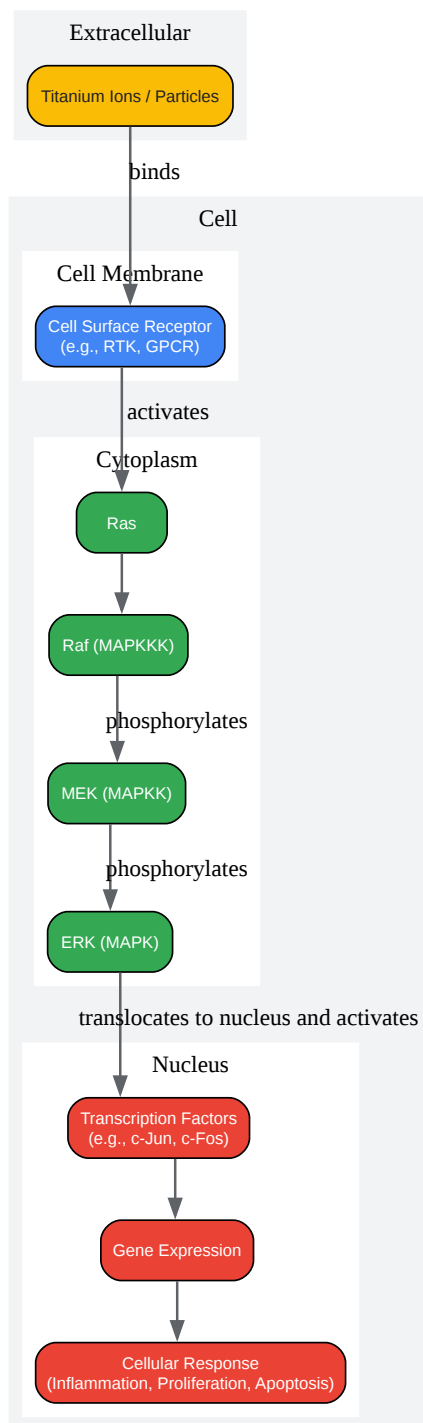 Extracellular
Titanium Ions / Particles
binds
Cell
Cell Membrane
Cell Surface Receptor
(e.g., RTK, GPCR)
activates
Cytoplasm
Ras
Raf (MAPKKK)
phosphorylates
MEK (MAPKK)
phosphorylates
ERK (MAPK)
translocates to nucleus and activates
Nucleus
Transcription Factors
(e.g., c-Jun, c-Fos)
Gene Expression
Cellular Response
(Inflammation, Proliferation, Apoptosis)